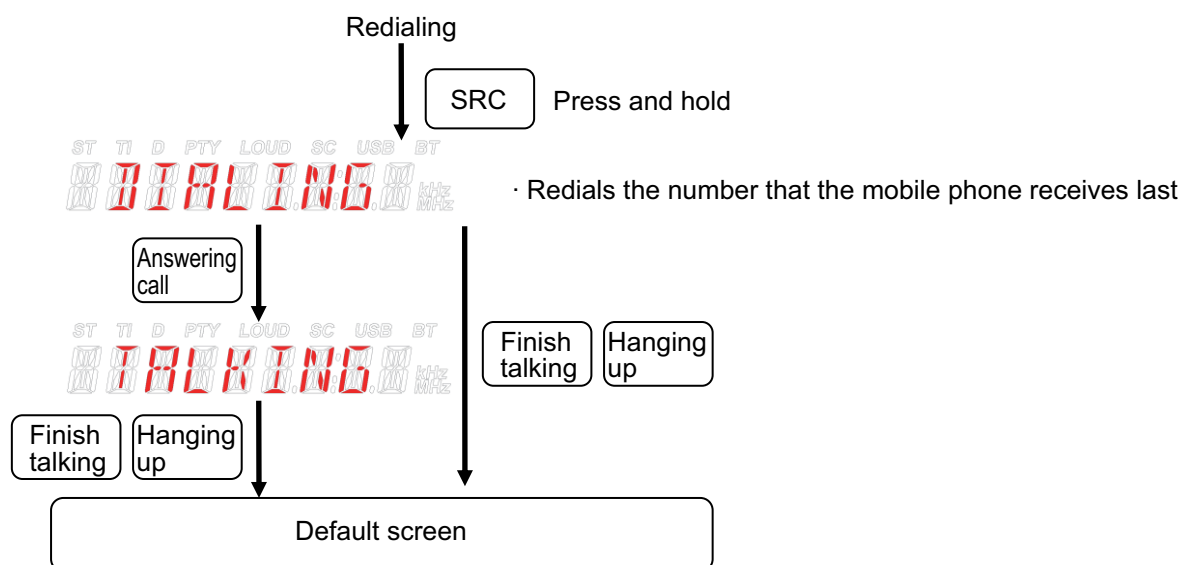 Redialing
SRC
Press and hold
ST TI D PTY LOUD SC USB BT
DIALING
kHz
MHz
· Redials the number that the mobile phone receives last
Answering
call
ST TI D PTY LOUD SC USB BT
TALKING
kHz
MHz
Finish
talking
Hanging
up
Finish
talking
Hanging
up
Default screen